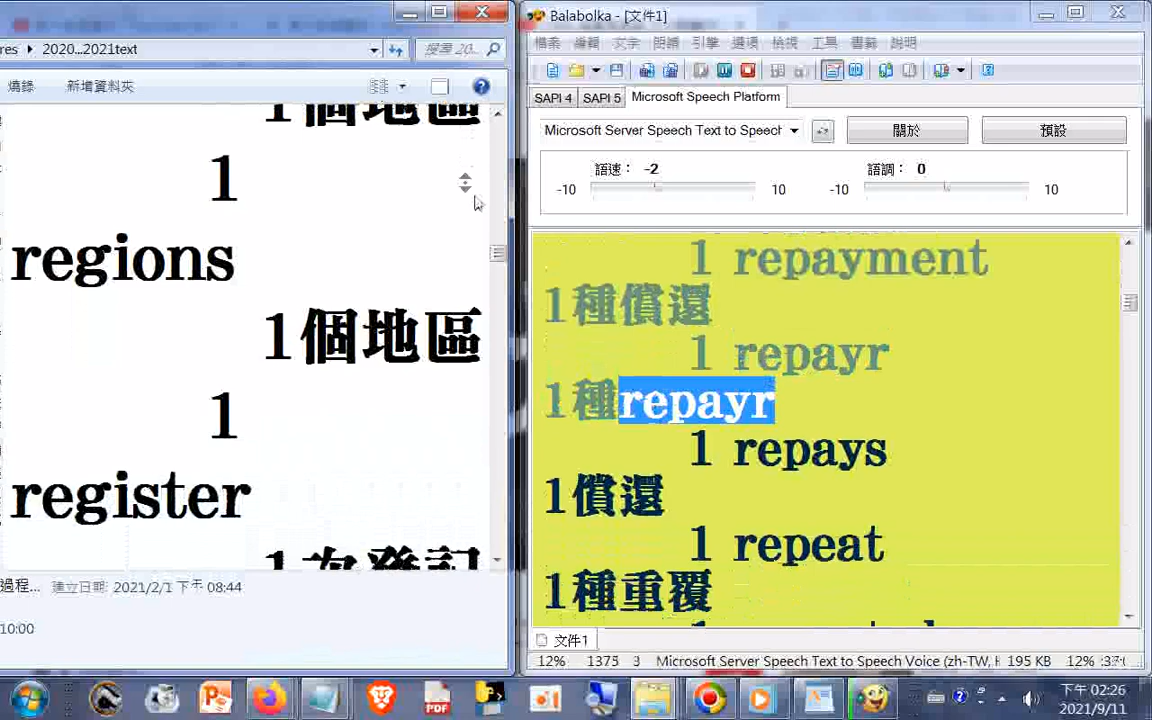 res ▸ 2020...2021text
搜尋 20...
燒錄 新增資料夾
1個地區
1
regions
1個地區
1
register
1次登記
過程... 建立日期: 2021/2/1 下午 08:44
10:00
Balabolka - [文件1]
檔案 編輯 文字 朗讀 引擎 選項 檢視 工具 書籤 說明
SAPI 4 SAPI 5 Microsoft Speech Platform
Microsoft Server Speech Text to Speech 關於 預設
語速： -2 語調： 0
-10 10 -10 10
1 repayment
1種償還
1 repayr
1種repayr
1 repays
1償還
1 repeat
1種重覆
文件1
12% 1375 3 Microsoft Server Speech Text to Speech Voice (zh-TW, H 195 KB 12%
PDF
下午 02:26
2021/9/11